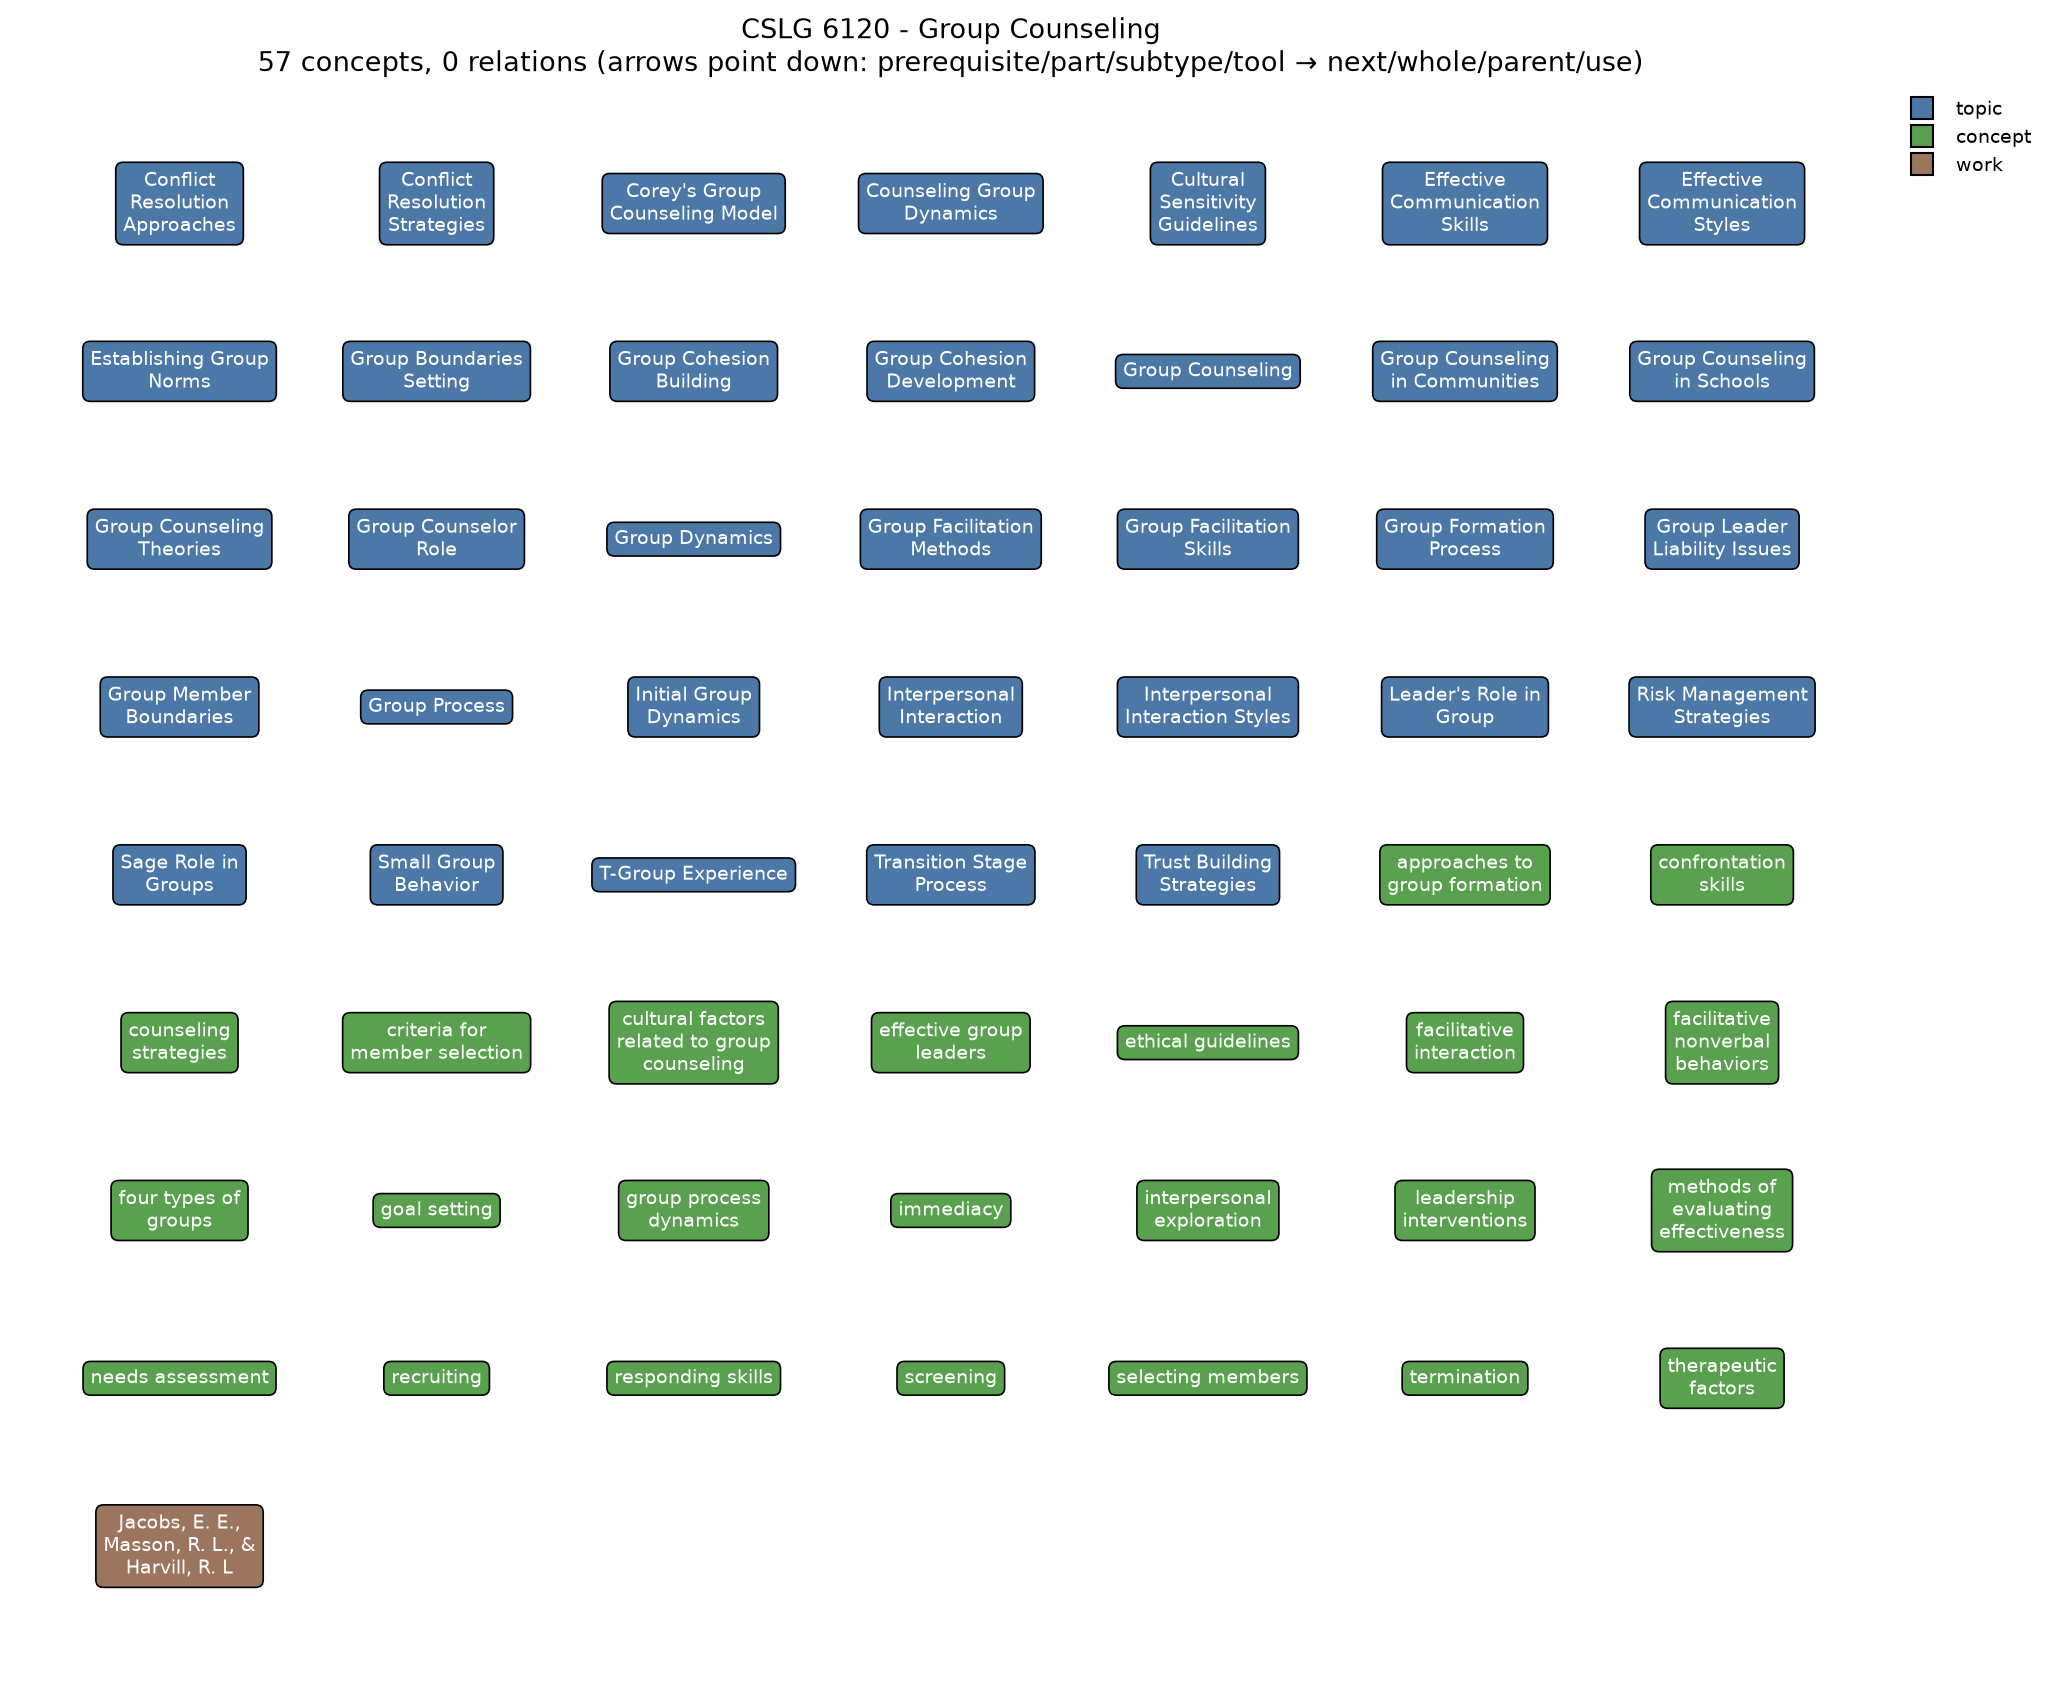 CSLG 6120 - Group Counseling
57 concepts, 0 relations (arrows point down: prerequisite/part/subtype/tool → next/whole/parent/use)
topic
concept
work
Conflict
Resolution
Approaches
Conflict
Resolution
Strategies
Corey's Group
Counseling Model
Counseling Group
Dynamics
Cultural
Sensitivity
Guidelines
Effective
Communication
Skills
Effective
Communication
Styles
Establishing Group
Norms
Group Boundaries
Setting
Group Cohesion
Building
Group Cohesion
Development
Group Counseling
Group Counseling
in Communities
Group Counseling
in Schools
Group Counseling
Theories
Group Counselor
Role
Group Dynamics
Group Facilitation
Methods
Group Facilitation
Skills
Group Formation
Process
Group Leader
Liability Issues
Group Member
Boundaries
Group Process
Initial Group
Dynamics
Interpersonal
Interaction
Interpersonal
Interaction Styles
Leader's Role in
Group
Risk Management
Strategies
Sage Role in
Groups
Small Group
Behavior
T-Group Experience
Transition Stage
Process
Trust Building
Strategies
approaches to
group formation
confrontation
skills
counseling
strategies
criteria for
member selection
cultural factors
related to group
counseling
effective group
leaders
ethical guidelines
facilitative
interaction
facilitative
nonverbal
behaviors
four types of
groups
goal setting
group process
dynamics
immediacy
interpersonal
exploration
leadership
interventions
methods of
evaluating
effectiveness
needs assessment
recruiting
responding skills
screening
selecting members
termination
therapeutic
factors
Jacobs, E. E.,
Masson, R. L., &
Harvill, R. L